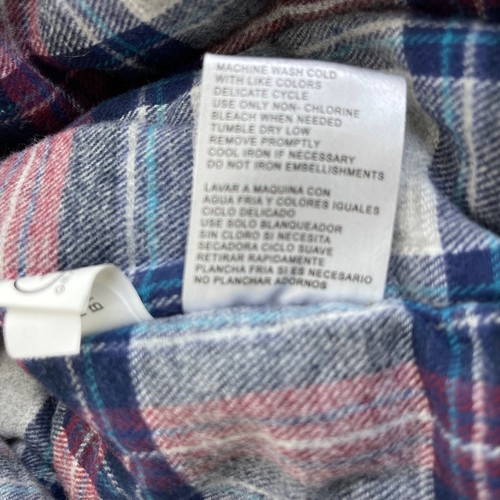 MACHINE WASH COLD
WITH LIKE COLORS
DELICATE CYCLE
USE ONLY NON- CHLORINE
BLEACH WHEN NEEDED
TUMBLE DRY LOW
REMOVE PROMPTLY
COOL IRON IF NECESSARY
DO NOT IRON EMBELLISHMENTS
LAVAR A MAQUINA CON
AGUA FRIA Y COLORES IGUALES
CICLO DELICADO
USE SOLO BLANQUEADOR
SIN CLORO SI NECESITA
SECADORA CICLO SUAVE
RETIRAR RAPIDAMENTE
PLANCHA FRIA SI ES NECESARIO
NO PLANCHAR ADORNOS